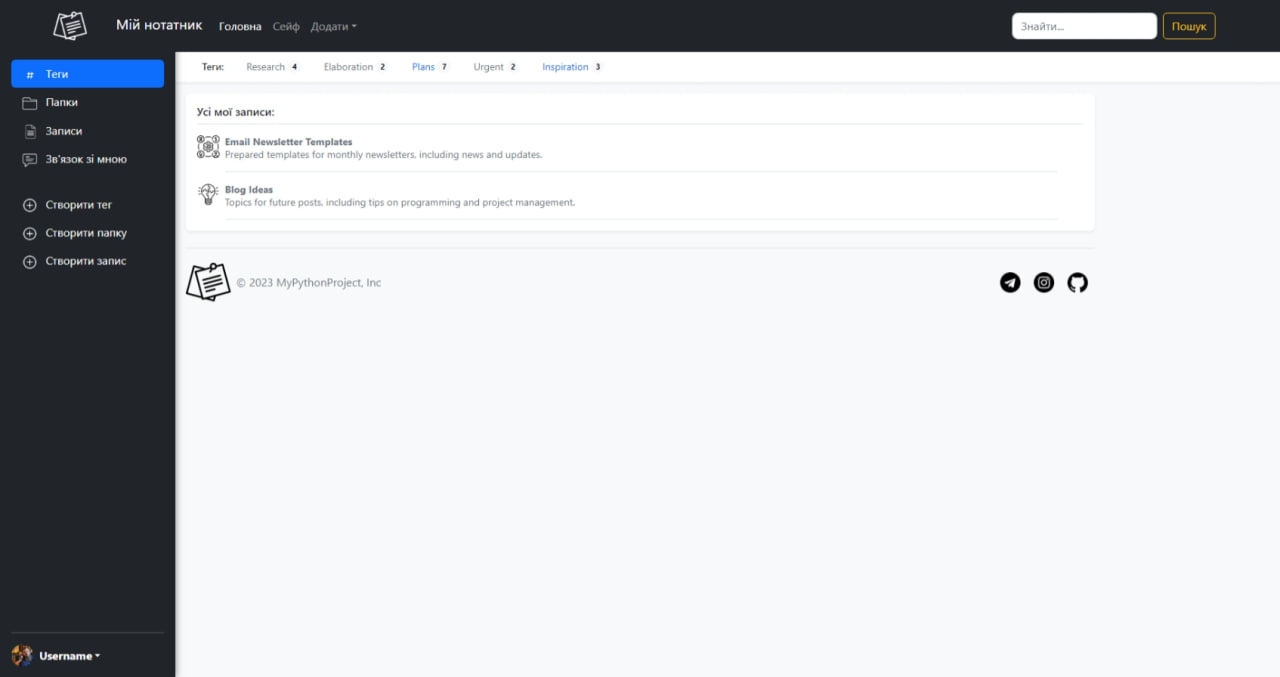 Мій нотатник Головна Сейф Додати Знайти... Пошук
Теги
Папки
Записи
Зв'язок зі мною
Створити тег
Створити папку
Створити запис
Username
Теги: Research 4 Elaboration 2 Plans 7 Urgent 2 Inspiration 3
Усі мої записи:
Email Newsletter Templates
Prepared templates for monthly newsletters, including news and updates.
Blog Ideas
Topics for future posts, including tips on programming and project management.
© 2023 MyPythonProject, Inc